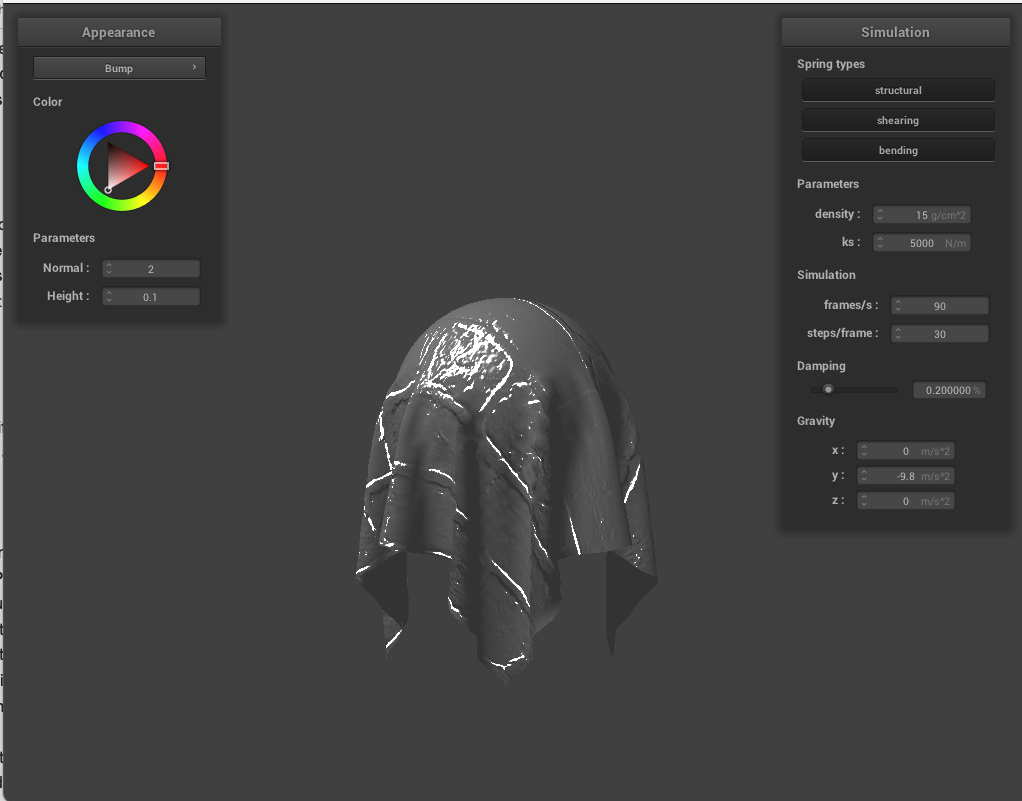 Appearance
Bump
Color
Parameters
Normal : 2
Height : 0.1
Simulation
Spring types
structural
shearing
bending
Parameters
density : 15 g/cm^2
ks : 5000 N/m
Simulation
frames/s : 90
steps/frame : 30
Damping
0.200000 %
Gravity
x : 0 m/s^2
y : -9.8 m/s^2
z : 0 m/s^2